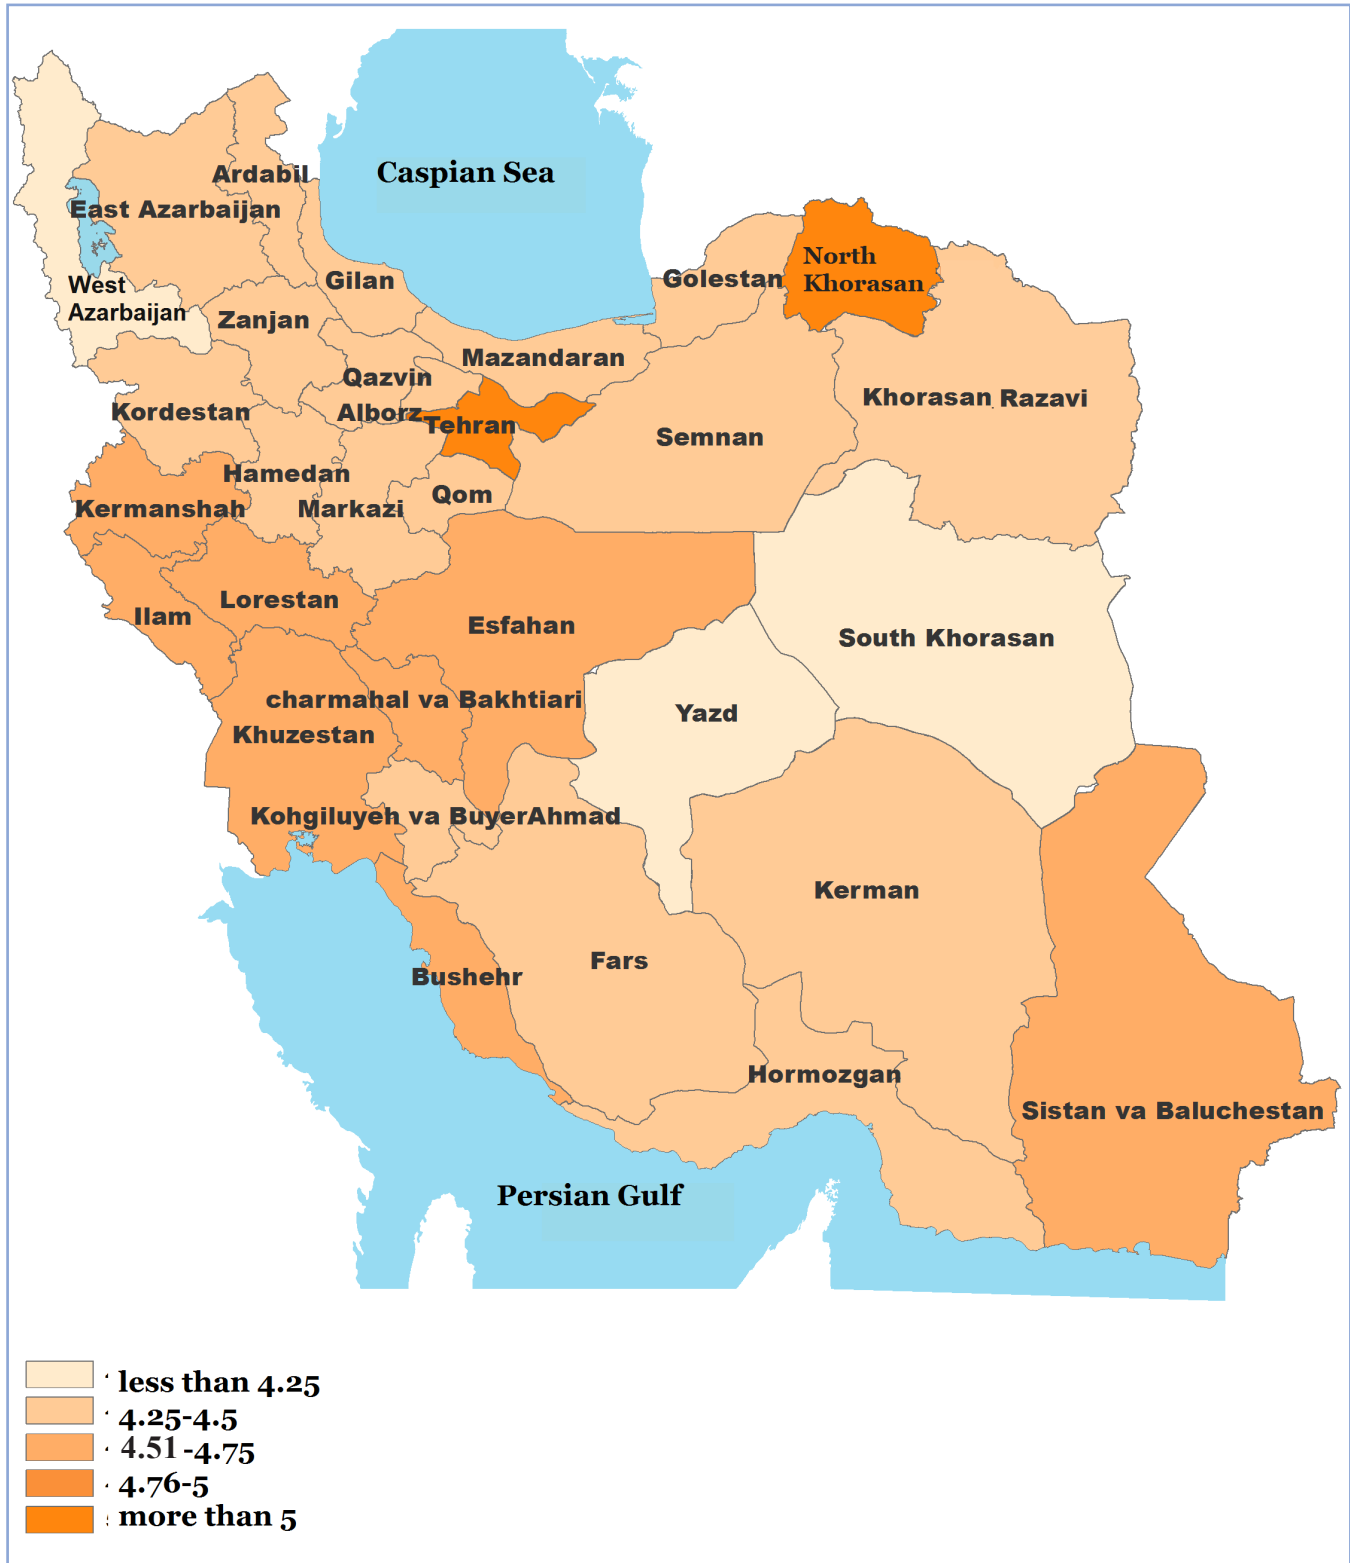 Caspian Sea
Ardabil
East Azarbaijan
West
Azarbaijan
Gilan
Golestan
North
Khorasan
Zanjan
Mazandaran
Qazvin
Khorasan Razavi
Kordestan
Alborz
Tehran
Semnan
Hamedan
Qom
Kermanshah
Markazi
Lorestan
Ilam
Esfahan
South Khorasan
charmahal va Bakhtiari
Yazd
Khuzestan
Kohgiluyeh va BuyerAhmad
Kerman
Fars
Bushehr
Hormozgan
Sistan va Baluchestan
Persian Gulf
less than 4.25
4.25-4.5
4.51-4.75
4.76-5
more than 5